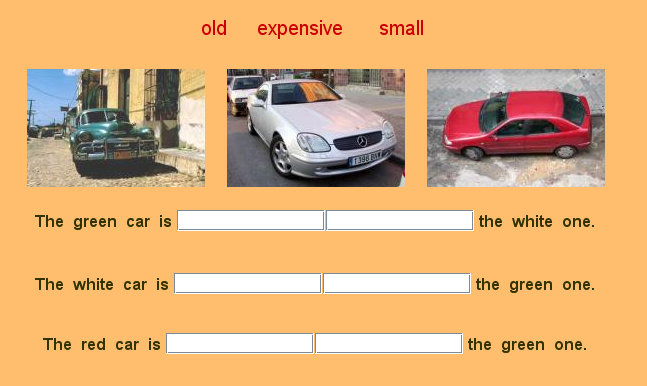 old expensive small
The green car is the white one.
The white car is the green one.
The red car is the green one.